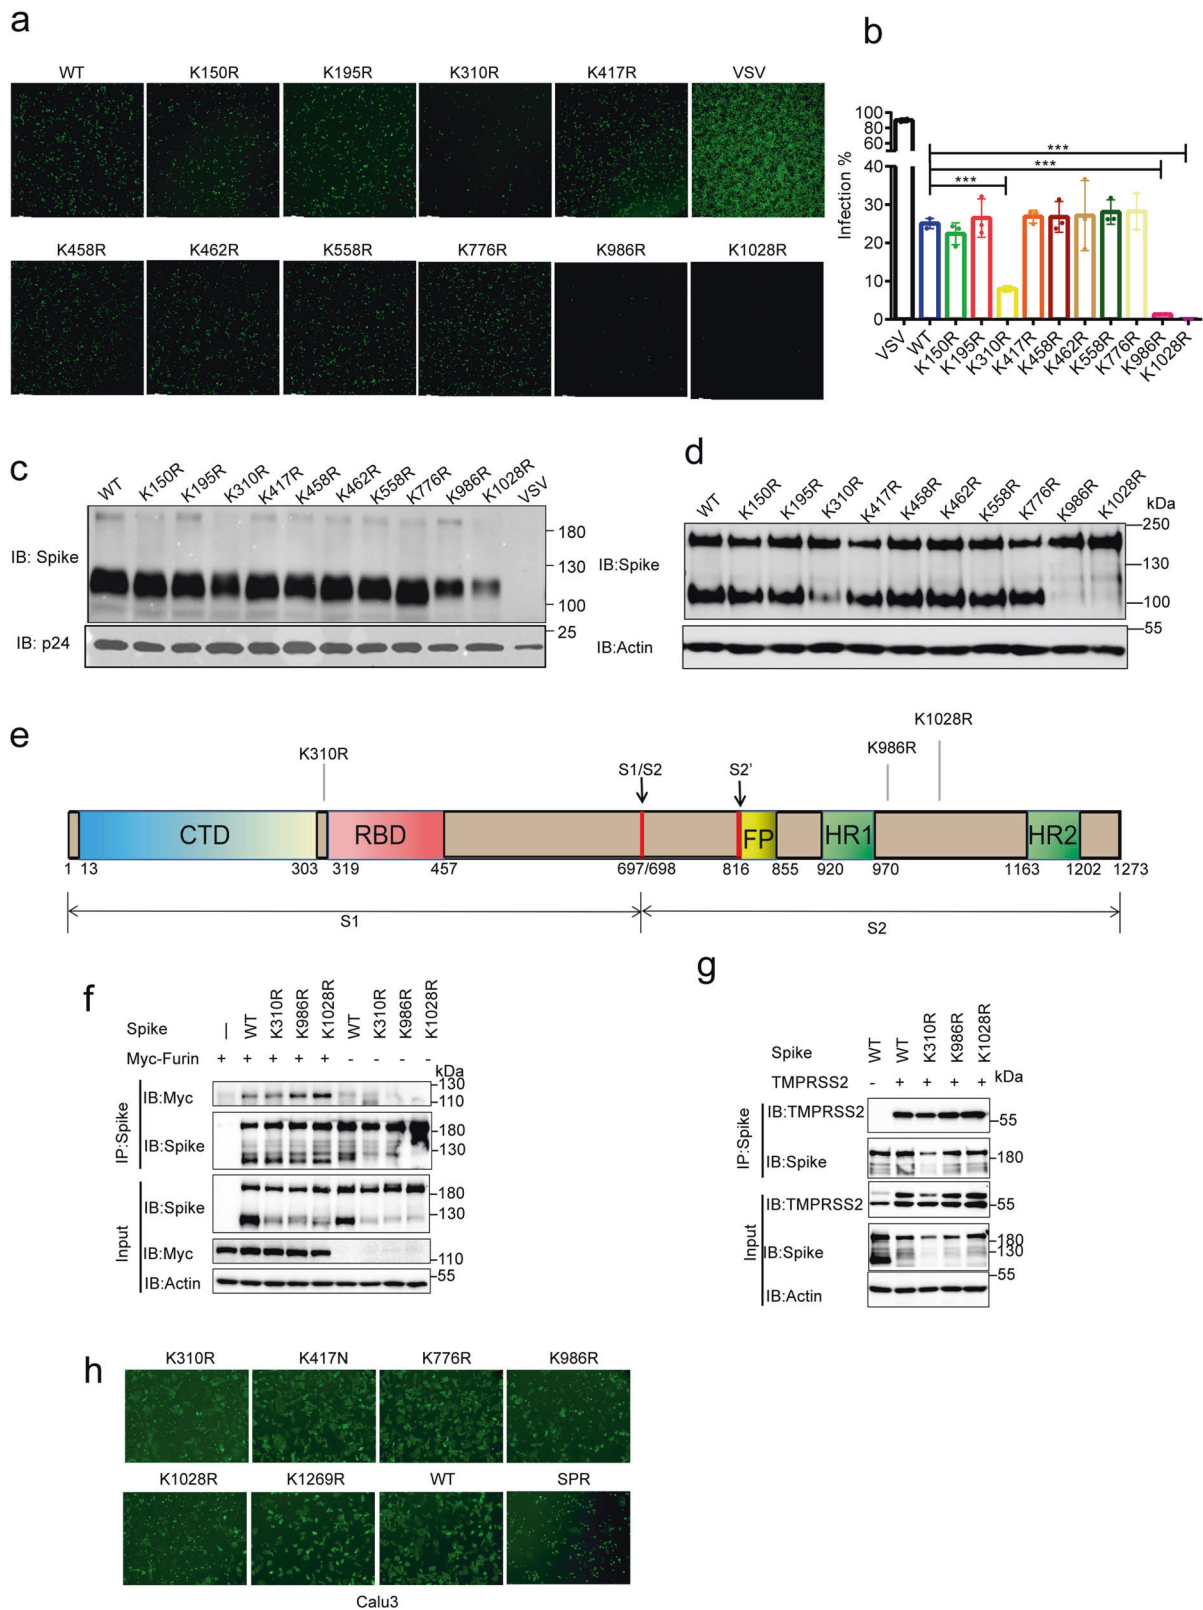 a
WT K150R K195R K310R K417R VSV
K458R K462R K558R K776R K986R K1028R
b
Infection %
100
80
60
40
30
20
10
0
*** 
***
***
VSV WT K150R K195R K310R K417R K458R K462R K558R K776R K986R K1028R
c
WT K150R K195R K310R K417R K458R K462R K558R K776R K986R K1028R VSV
IB: Spike
180
130
100
IB: p24
25
d
WT K150R K195R K310R K417R K458R K462R K558R K776R K986R K1028R
kDa
IB:Spike
250
130
100
IB:Actin
55
e
K310R S1/S2 S2' K986R K1028R
CTD RBD FP HR1 HR2
1 13 303 319 457 697/698 816 855 920 970 1163 1202 1273
S1 S2
f
Spike — WT K310R K986R K1028R WT K310R K986R K1028R
Myc-Furin + + + + + - - - -
kDa
IP:Spike
IB:Myc
130
110
IB:Spike
180
130
Input
IB:Spike
180
130
IB:Myc
110
IB:Actin
55
g
Spike WT WT K310R K986R K1028R
TMPRSS2 - + + + +
kDa
IP:Spike
IB:TMPRSS2
55
IB:Spike
180
Input
IB:TMPRSS2
55
IB:Spike
180
130
55
IB:Actin
h
K310R K417N K776R K986R
K1028R K1269R WT SPR
Calu3